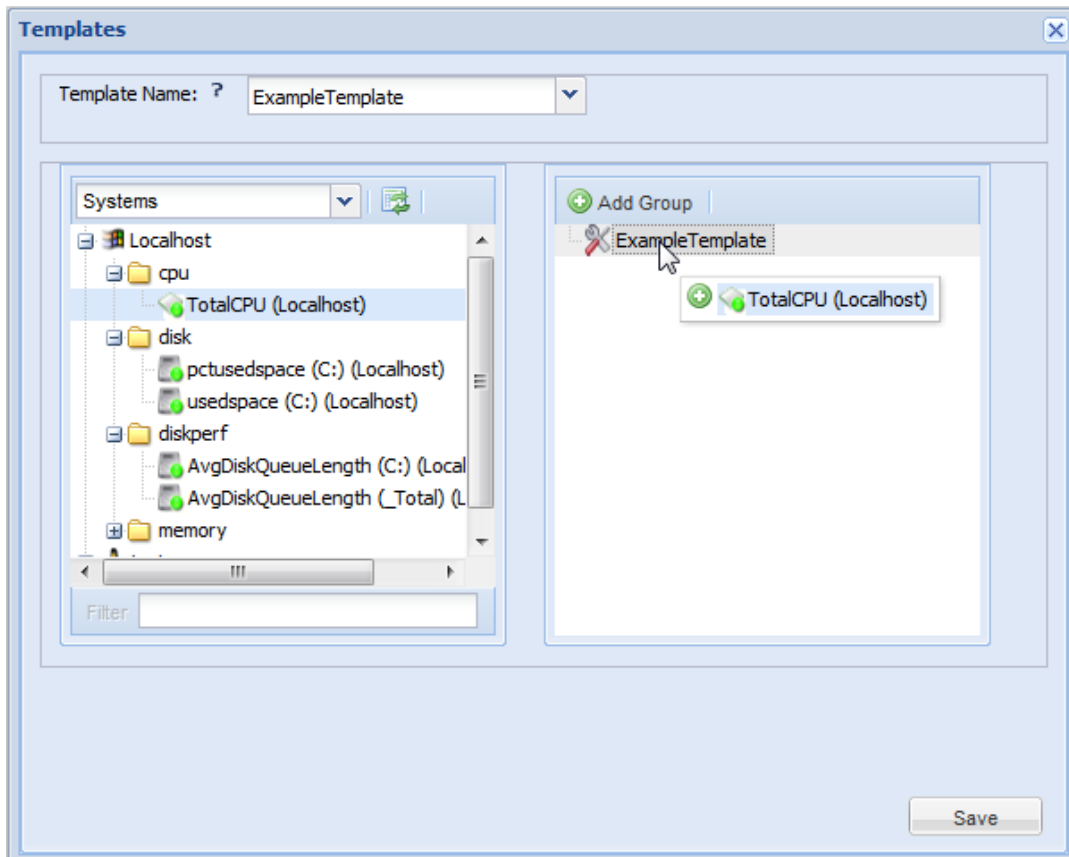 Templates
Template Name: ?
ExampleTemplate
Systems
Localhost
cpu
TotalCPU (Localhost)
disk
pctusedspace (C:) (Localhost)
usedspace (C:) (Localhost)
diskperf
AvgDiskQueueLength (C:) (Local
AvgDiskQueueLength (_Total) (L
memory
Filter
Add Group
ExampleTemplate
TotalCPU (Localhost)
Save